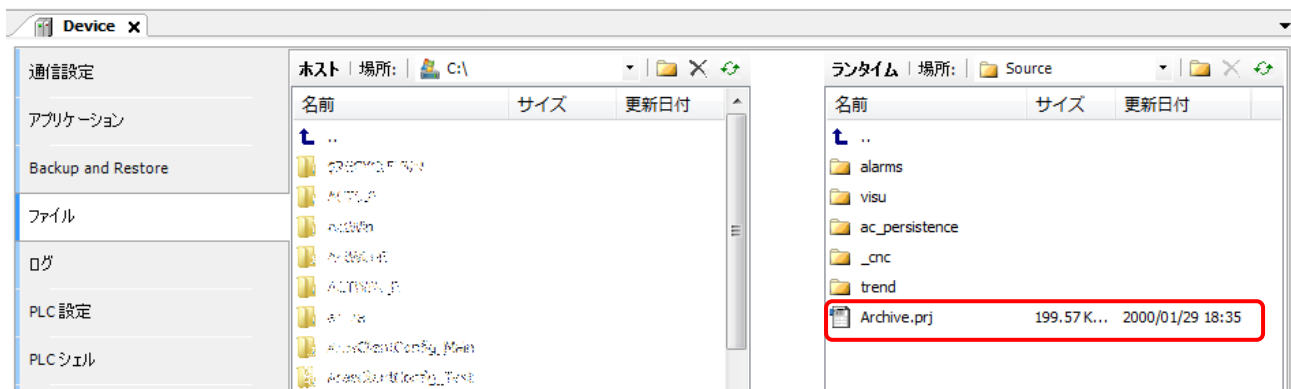 Device
通信設定
アプリケーション
Backup and Restore
ファイル
ログ
PLC 設定
PLC シェル
ホスト 場所: C:\
名前 サイズ 更新日付
..
ランタイム 場所: Source
名前 サイズ 更新日付
..
alarms
visu
ac_persistence
_cnc
trend
Archive.prj 199.57 K... 2000/01/29 18:35